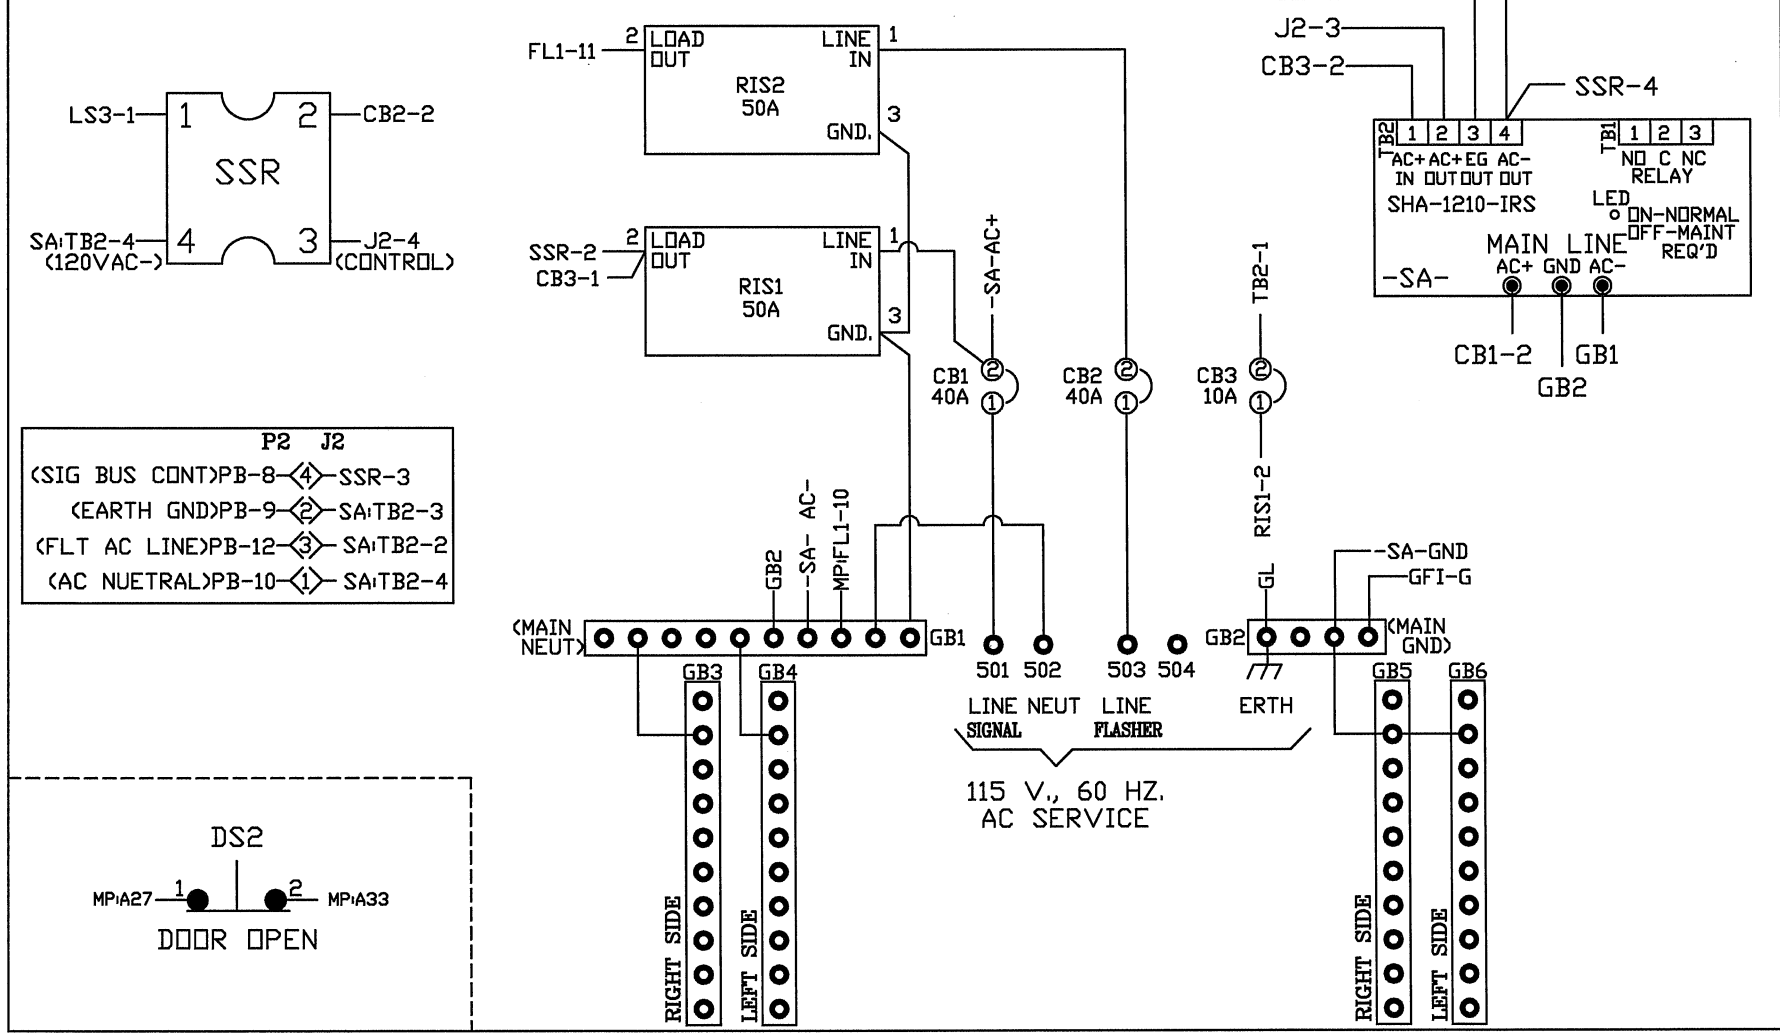 LS3-1
1
2
CB2-2
SSR
SA:TB2-4
(120VAC-)
4
3
J2-4
(CONTROL)
FL1-11
2
LOAD
OUT
LINE
IN
1
RIS2
50A
3
GND.
SSR-2
CB3-1
2
LOAD
OUT
LINE
IN
1
RIS1
50A
3
GND.
-SA-AC+
TB2-1
CB1
40A
2
1
CB2
40A
2
1
CB3
10A
2
1
RIS1-2
J2-3
CB3-2
SSR-4
TB2
1 2 3 4
AC+ AC+ EG AC-
IN OUT OUT OUT
SHA-1210-IRS
TB1
1 2 3
NO C NC
RELAY
LED
ON-NORMAL
OFF-MAINT
REQ'D
MAIN LINE
AC+ GND AC-
-SA-
CB1-2
GB2
GB1
P2 J2
(SIG BUS CONT)PB-8 4 SSR-3
(EARTH GND)PB-9 2 SA:TB2-3
(FLT AC LINE)PB-12 3 SA:TB2-2
(AC NUETRAL)PB-10 1 SA:TB2-4
GB2
-SA- AC-
MP:FL1-10
(MAIN
NEUT)
GB1
GL
-SA-GND
GFI-G
GB2
(MAIN
GND)
501 502 503 504
LINE NEUT LINE ERTH
SIGNAL FLASHER
115 V., 60 HZ.
AC SERVICE
GB3
RIGHT SIDE
GB4
LEFT SIDE
GB5
RIGHT SIDE
GB6
LEFT SIDE
DS2
MP:A27 1 2 MP:A33
DOOR OPEN